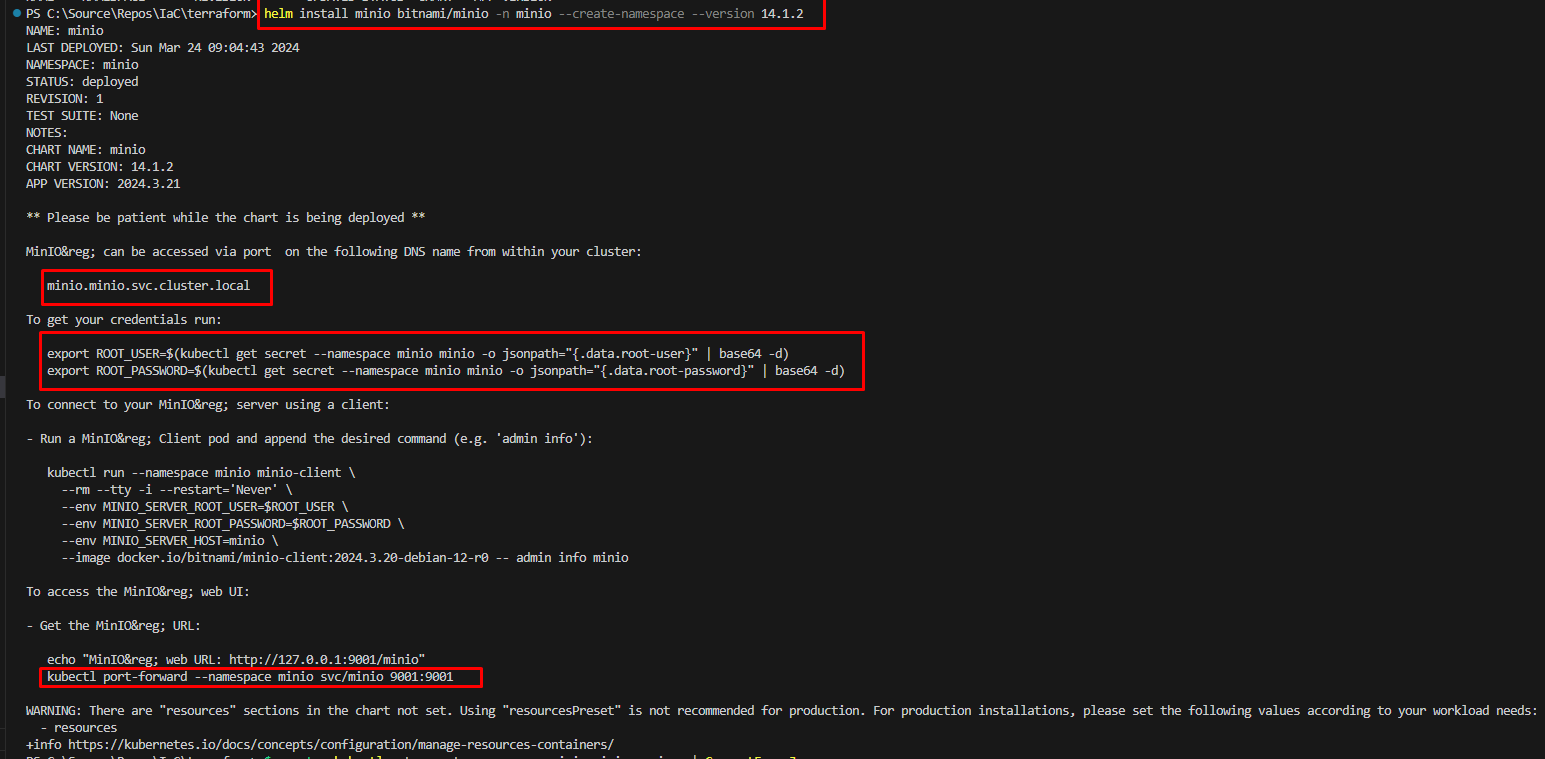 PS C:\Source\Repos\IaC\terraform> helm install minio bitnami/minio -n minio --create-namespace --version 14.1.2
NAME: minio
LAST DEPLOYED: Sun Mar 24 09:04:43 2024
NAMESPACE: minio
STATUS: deployed
REVISION: 1
TEST SUITE: None
NOTES:
CHART NAME: minio
CHART VERSION: 14.1.2
APP VERSION: 2024.3.21
** Please be patient while the chart is being deployed **
MinIO&reg; can be accessed via port  on the following DNS name from within your cluster:
minio.minio.svc.cluster.local
To get your credentials run:
export ROOT_USER=$(kubectl get secret --namespace minio minio -o jsonpath="{.data.root-user}" | base64 -d)
export ROOT_PASSWORD=$(kubectl get secret --namespace minio minio -o jsonpath="{.data.root-password}" | base64 -d)
To connect to your MinIO&reg; server using a client:
- Run a MinIO&reg; Client pod and append the desired command (e.g. 'admin info'):
kubectl run --namespace minio minio-client \
--rm --tty -i --restart='Never' \
--env MINIO_SERVER_ROOT_USER=$ROOT_USER \
--env MINIO_SERVER_ROOT_PASSWORD=$ROOT_PASSWORD \
--env MINIO_SERVER_HOST=minio \
--image docker.io/bitnami/minio-client:2024.3.20-debian-12-r0 -- admin info minio
To access the MinIO&reg; web UI:
- Get the MinIO&reg; URL:
echo "MinIO&reg; web URL: http://127.0.0.1:9001/minio"
kubectl port-forward --namespace minio svc/minio 9001:9001
WARNING: There are "resources" sections in the chart not set. Using "resourcesPreset" is not recommended for production. For production installations, please set the following values according to your workload needs:
- resources
+info https://kubernetes.io/docs/concepts/configuration/manage-resources-containers/